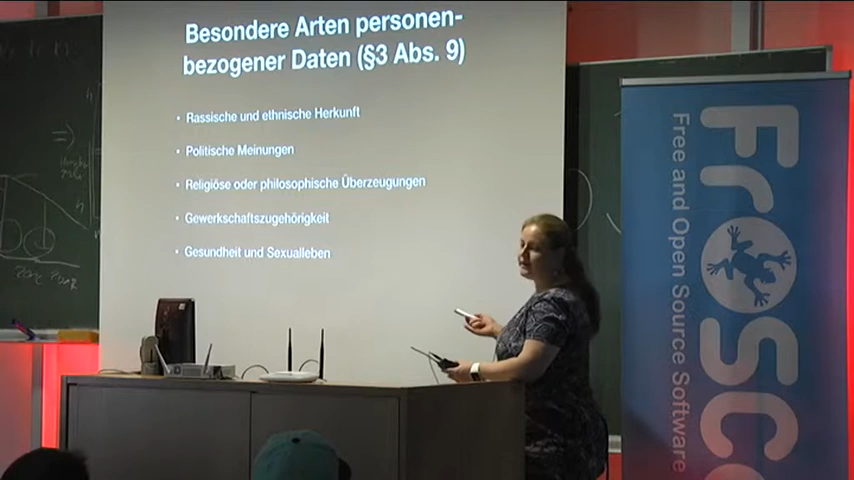 Besondere Arten personen-
bezogener Daten (§3 Abs. 9)
• Rassische und ethnische Herkunft
• Politische Meinungen
• Religiöse oder philosophische Überzeugungen
• Gewerkschaftszugehörigkeit
• Gesundheit und Sexualleben
Free and Open Source Software
FrOSC